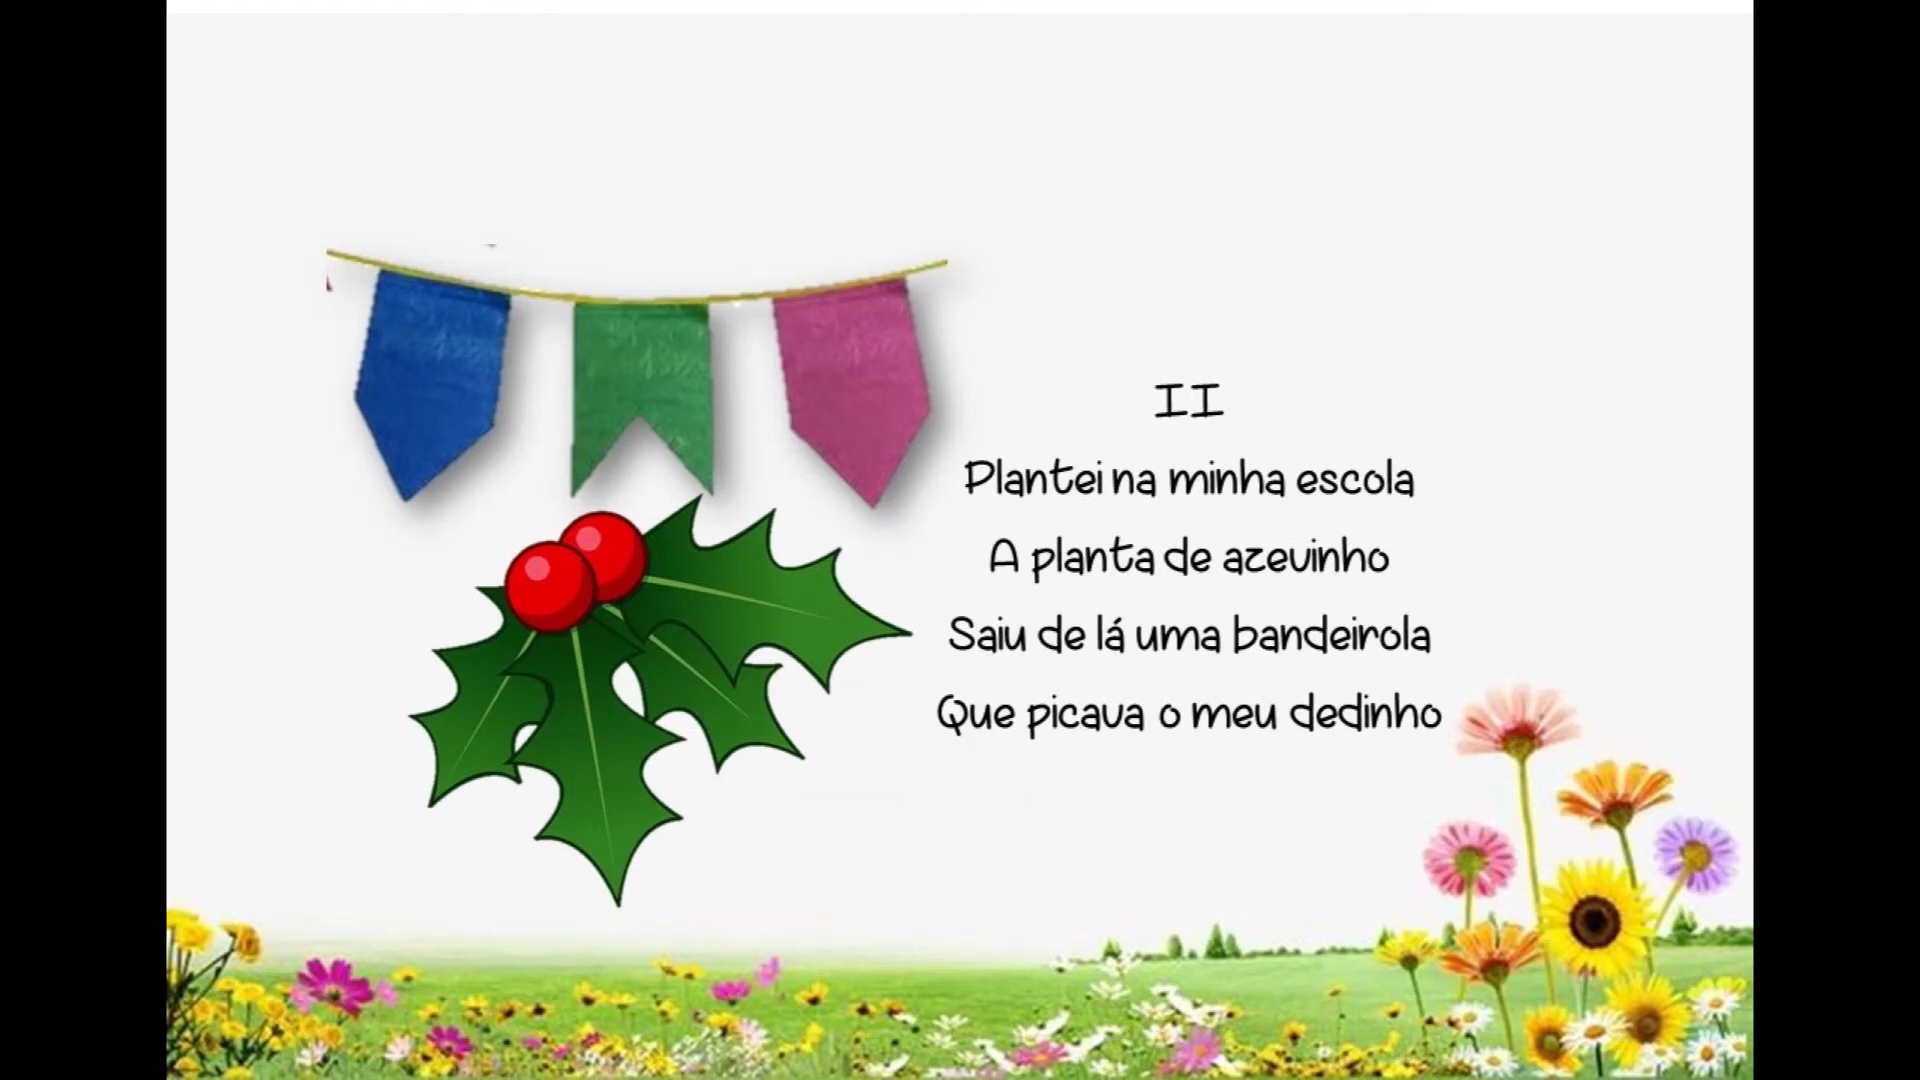 II
Plantei na minha escola
A planta de azevinho
Saiu de lá uma bandeirola
Que picava o meu dedinho